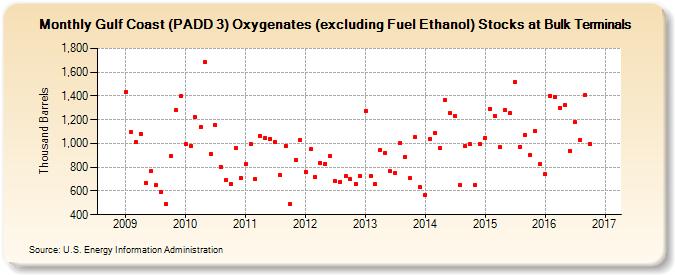 Monthly Gulf Coast (PADD 3) Oxygenates (excluding Fuel Ethanol) Stocks at Bulk Terminals
Thousand Barrels
1,800
1,600
1,400
1,200
1,000
800
600
400
2009 2010 2011 2012 2013 2014 2015 2016 2017
Source: U.S. Energy Information Administration